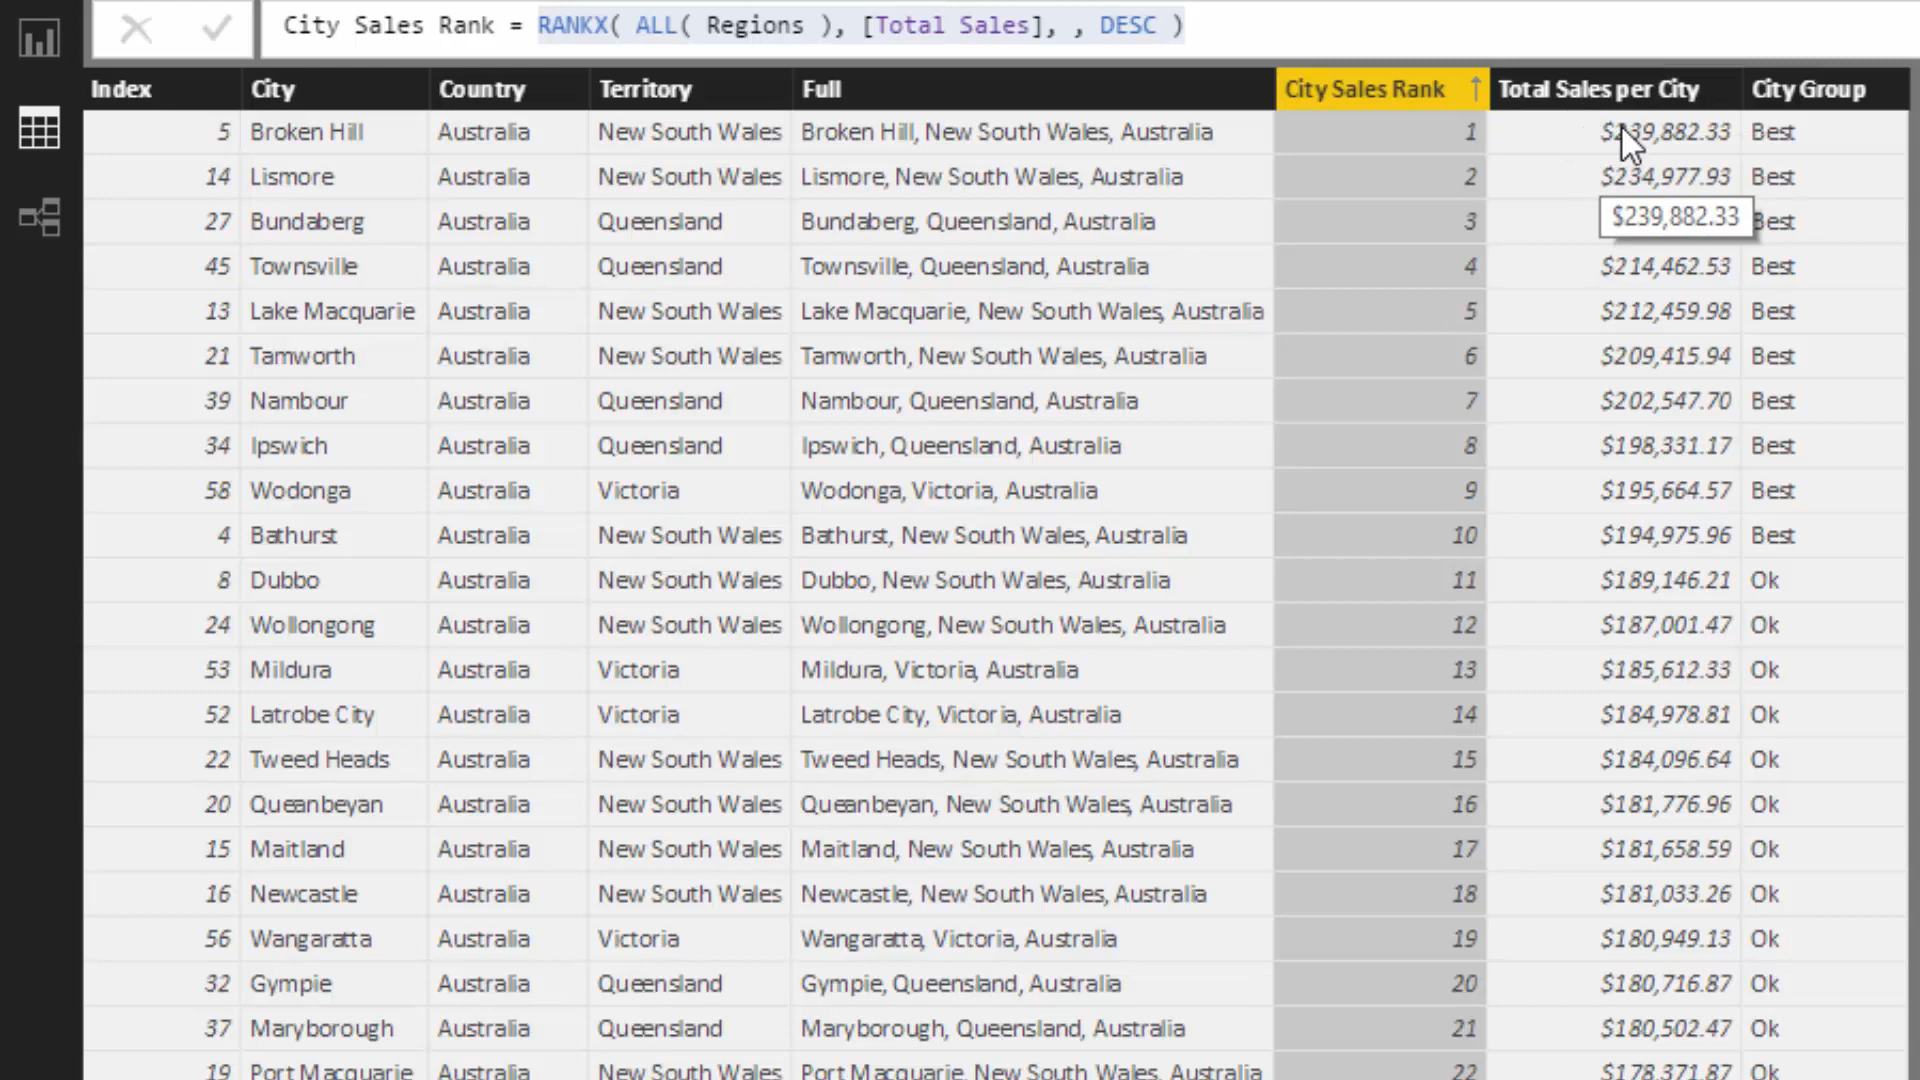 City Sales Rank = RANKX( ALL( Regions ), [Total Sales], , DESC )
Index City Country Territory Full City Sales Rank Total Sales per City City Group
5 Broken Hill Australia New South Wales Broken Hill, New South Wales, Australia 1 $239,882.33 Best
14 Lismore Australia New South Wales Lismore, New South Wales, Australia 2 $234,977.93 Best
27 Bundaberg Australia Queensland Bundaberg, Queensland, Australia 3 $239,882.33 Best
45 Townsville Australia Queensland Townsville, Queensland, Australia 4 $214,462.53 Best
13 Lake Macquarie Australia New South Wales Lake Macquarie, New South Wales, Australia 5 $212,459.98 Best
21 Tamworth Australia New South Wales Tamworth, New South Wales, Australia 6 $209,415.94 Best
39 Nambour Australia Queensland Nambour, Queensland, Australia 7 $202,547.70 Best
34 Ipswich Australia Queensland Ipswich, Queensland, Australia 8 $198,331.17 Best
58 Wodonga Australia Victoria Wodonga, Victoria, Australia 9 $195,664.57 Best
4 Bathurst Australia New South Wales Bathurst, New South Wales, Australia 10 $194,975.96 Best
8 Dubbo Australia New South Wales Dubbo, New South Wales, Australia 11 $189,146.21 Ok
24 Wollongong Australia New South Wales Wollongong, New South Wales, Australia 12 $187,001.47 Ok
53 Mildura Australia Victoria Mildura, Victoria, Australia 13 $185,612.33 Ok
52 Latrobe City Australia Victoria Latrobe City, Victoria, Australia 14 $184,978.81 Ok
22 Tweed Heads Australia New South Wales Tweed Heads, New South Wales, Australia 15 $184,096.64 Ok
20 Queanbeyan Australia New South Wales Queanbeyan, New South Wales, Australia 16 $181,776.96 Ok
15 Maitland Australia New South Wales Maitland, New South Wales, Australia 17 $181,658.59 Ok
16 Newcastle Australia New South Wales Newcastle, New South Wales, Australia 18 $181,033.26 Ok
56 Wangaratta Australia Victoria Wangaratta, Victoria, Australia 19 $180,949.13 Ok
32 Gympie Australia Queensland Gympie, Queensland, Australia 20 $180,716.87 Ok
37 Maryborough Australia Queensland Maryborough, Queensland, Australia 21 $180,502.47 Ok
19 Port Macquarie Australia New South Wales Port Macquarie, New South Wales, Australia 22 $178,371.87 Ok